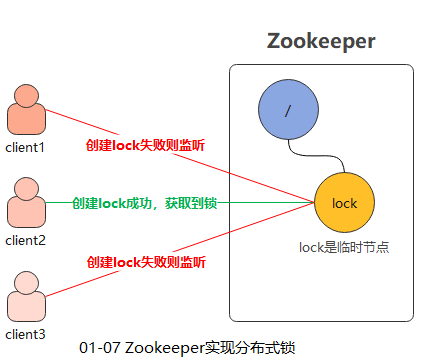 Zookeeper
/
client1
创建lock失败则监听
client2
创建lock成功，获取到锁
lock
lock是临时节点
创建lock失败则监听
client3
01-07 Zookeeper实现分布式锁